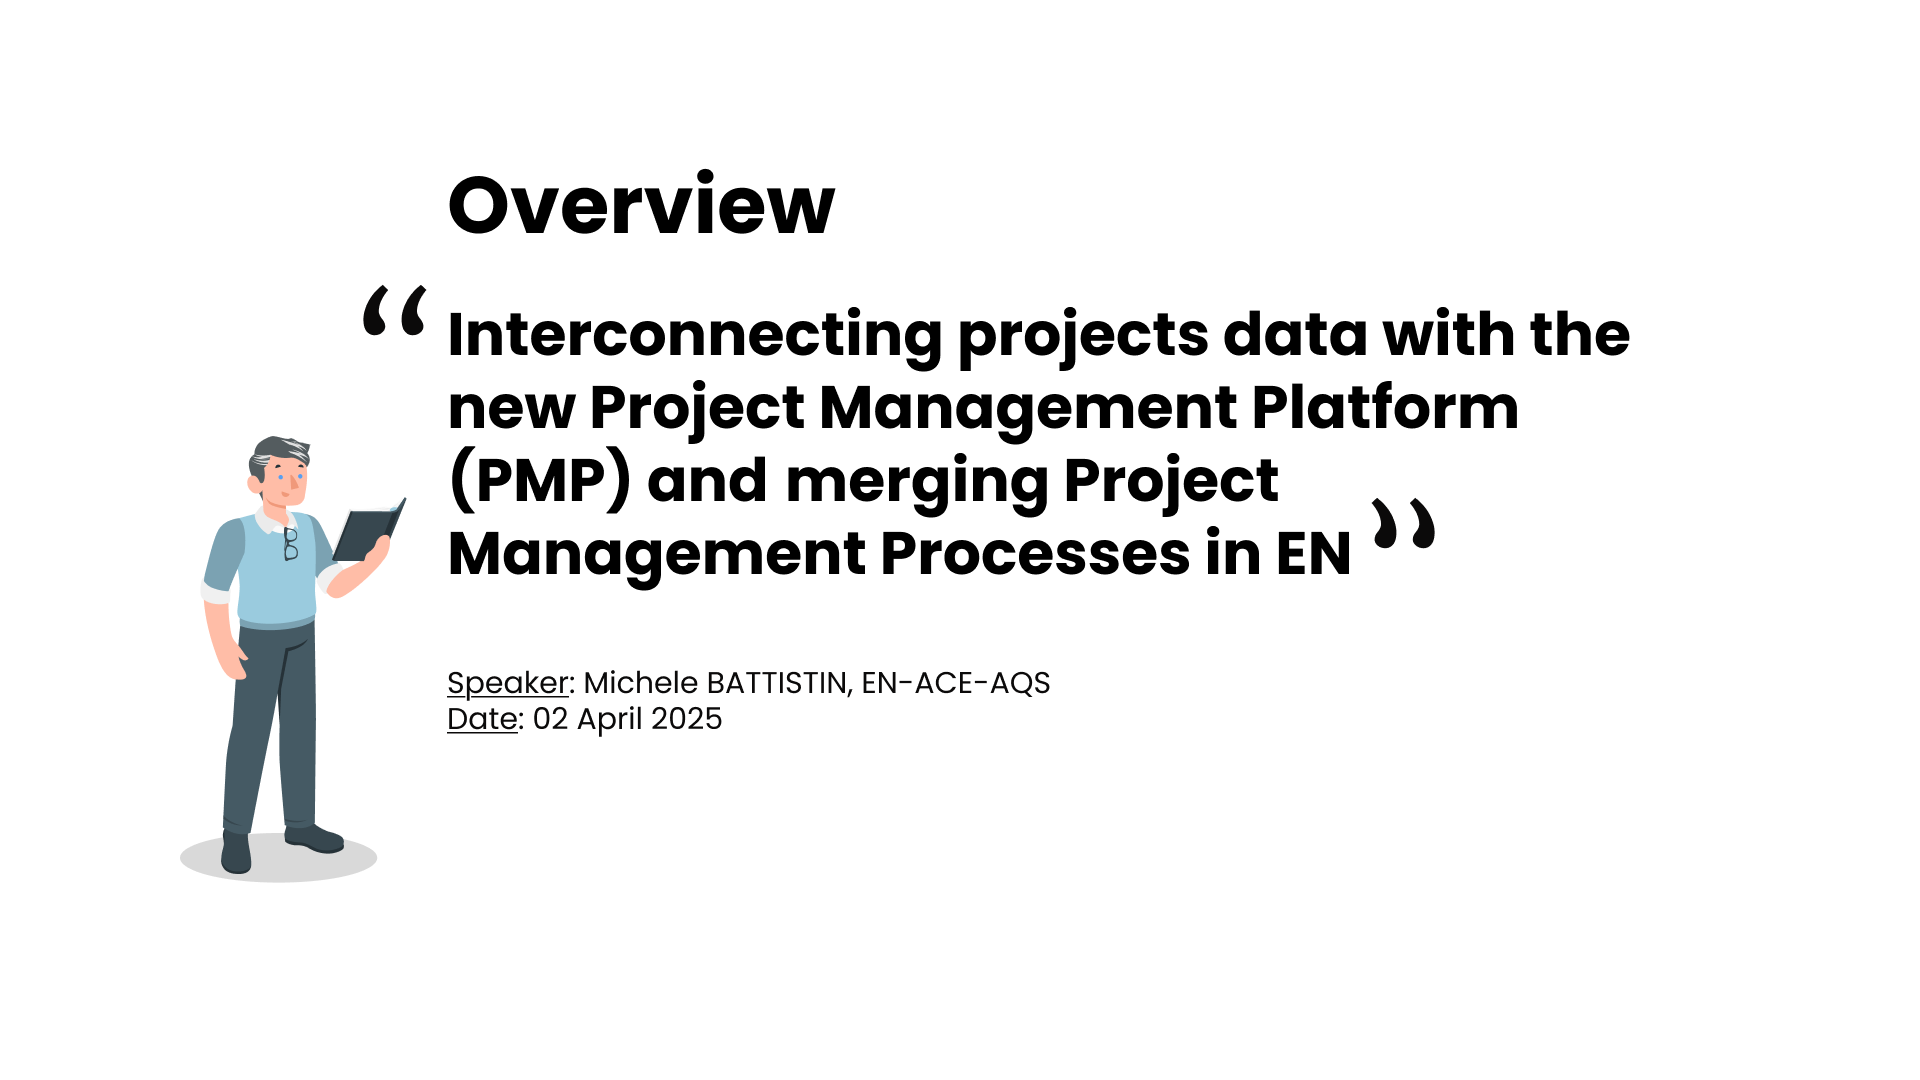 Overview
“Interconnecting projects data with the
new Project Management Platform
(PMP) and merging Project
Management Processes in EN”
Speaker: Michele BATTISTIN, EN-ACE-AQS
Date: 02 April 2025